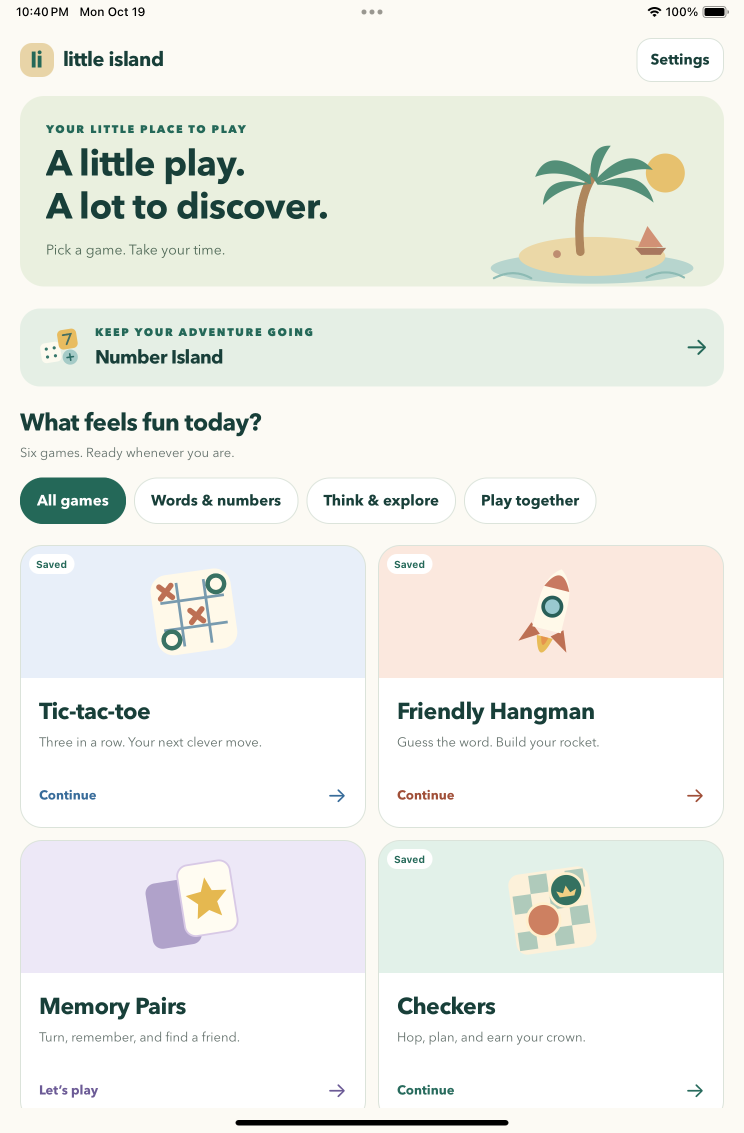 10:40 PM Mon Oct 19
100%
li little island
Settings
YOUR LITTLE PLACE TO PLAY
A little play.
A lot to discover.
Pick a game. Take your time.
7
KEEP YOUR ADVENTURE GOING
Number Island
What feels fun today?
Six games. Ready whenever you are.
All games
Words & numbers
Think & explore
Play together
Saved
Tic-tac-toe
Three in a row. Your next clever move.
Continue
Saved
Friendly Hangman
Guess the word. Build your rocket.
Continue
Memory Pairs
Turn, remember, and find a friend.
Let’s play
Saved
Checkers
Hop, plan, and earn your crown.
Continue